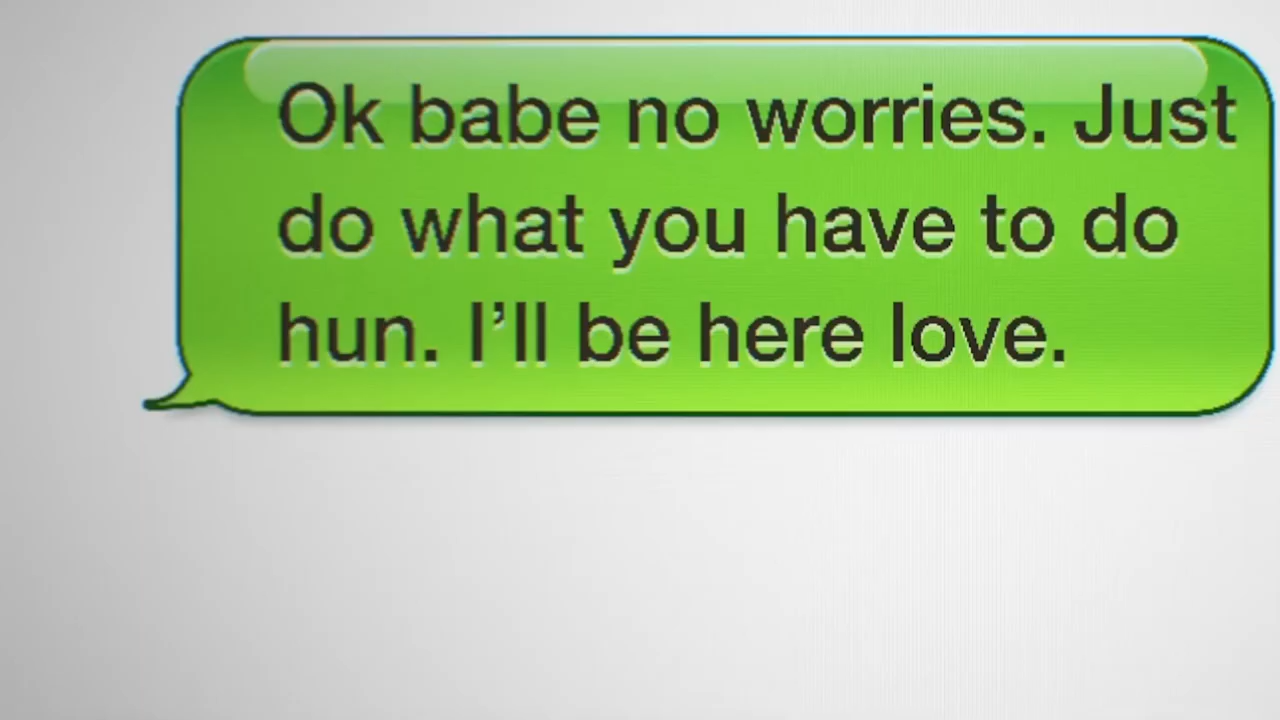 Ok babe no worries. Just
do what you have to do
hun. I’ll be here love.